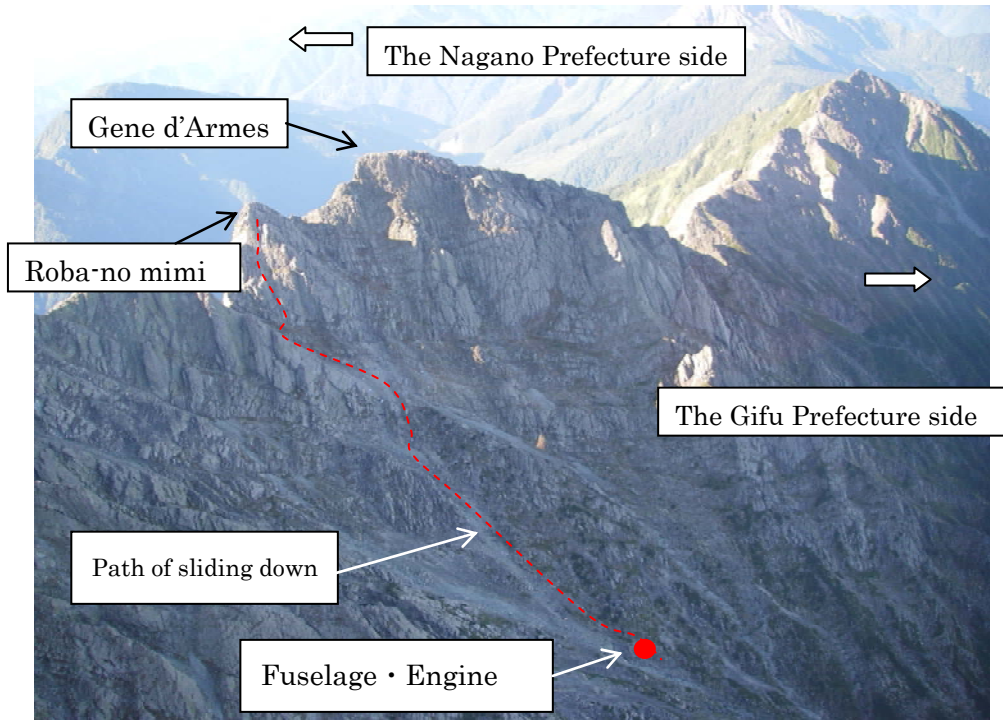 The Nagano Prefecture side
Gene d'Armes
Roba-no mimi
The Gifu Prefecture side
Path of sliding down
Fuselage・Engine